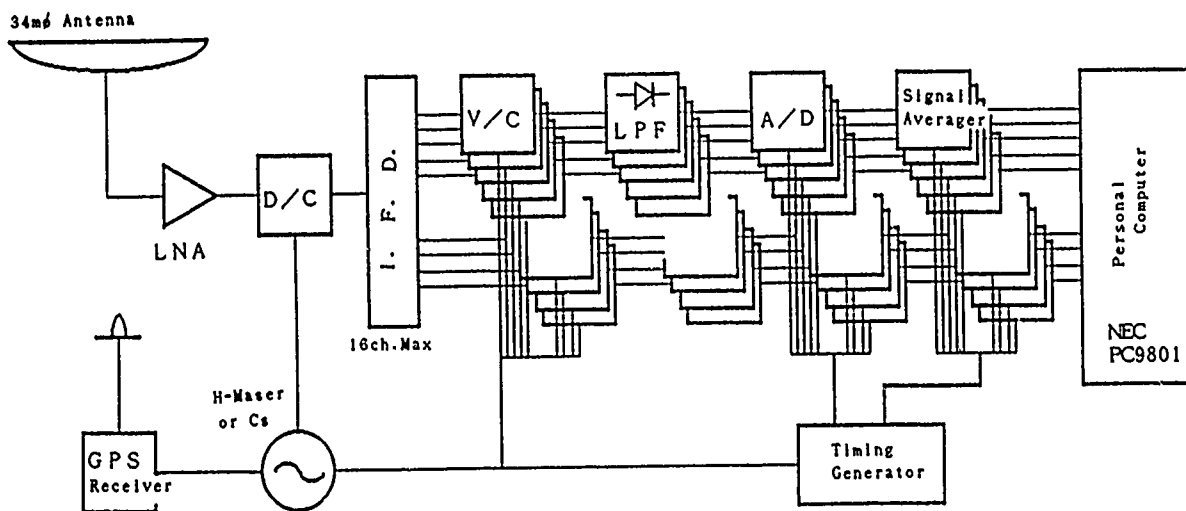 34mø Antenna
LNA
D/C
I. F. D.
16ch.Max
V/C
LPF
A/D
Signal
Averager
Personal
Computer
NEC
PC9801
H-Maser
or Cs
GPS
Receiver
Timing
Generator